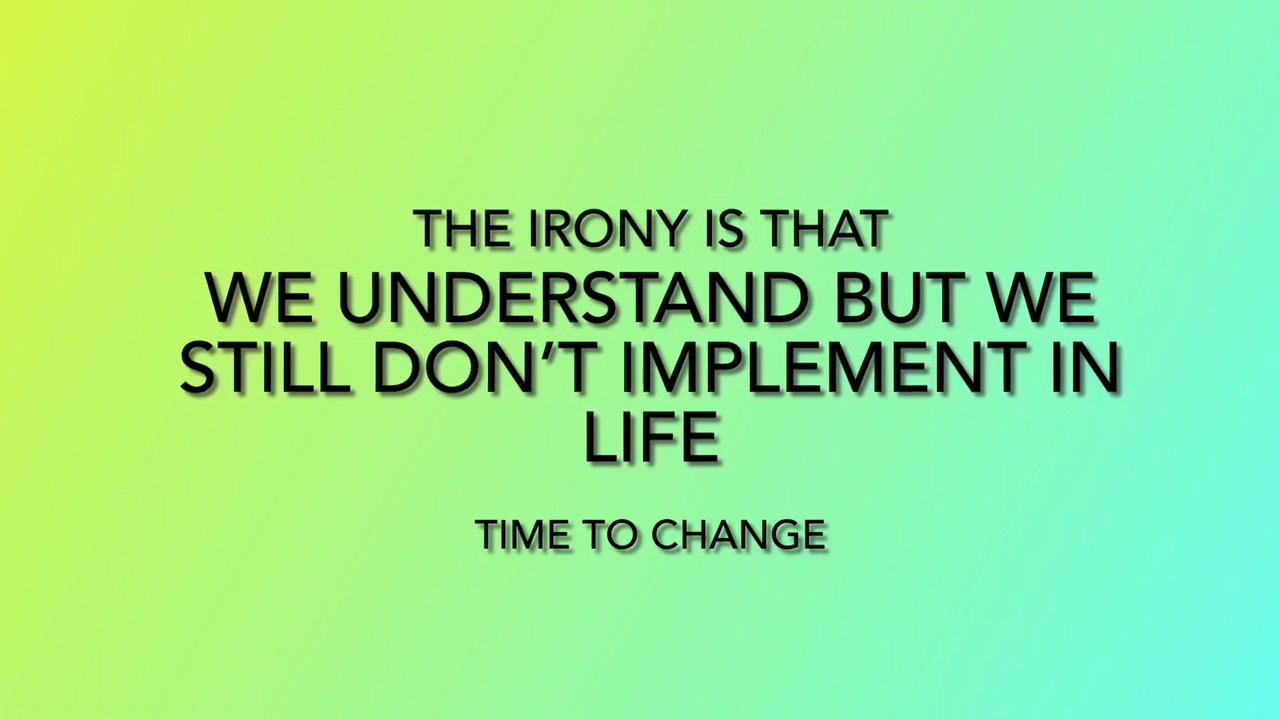 THE IRONY IS THAT
WE UNDERSTAND BUT WE
STILL DON’T IMPLEMENT IN
LIFE
TIME TO CHANGE